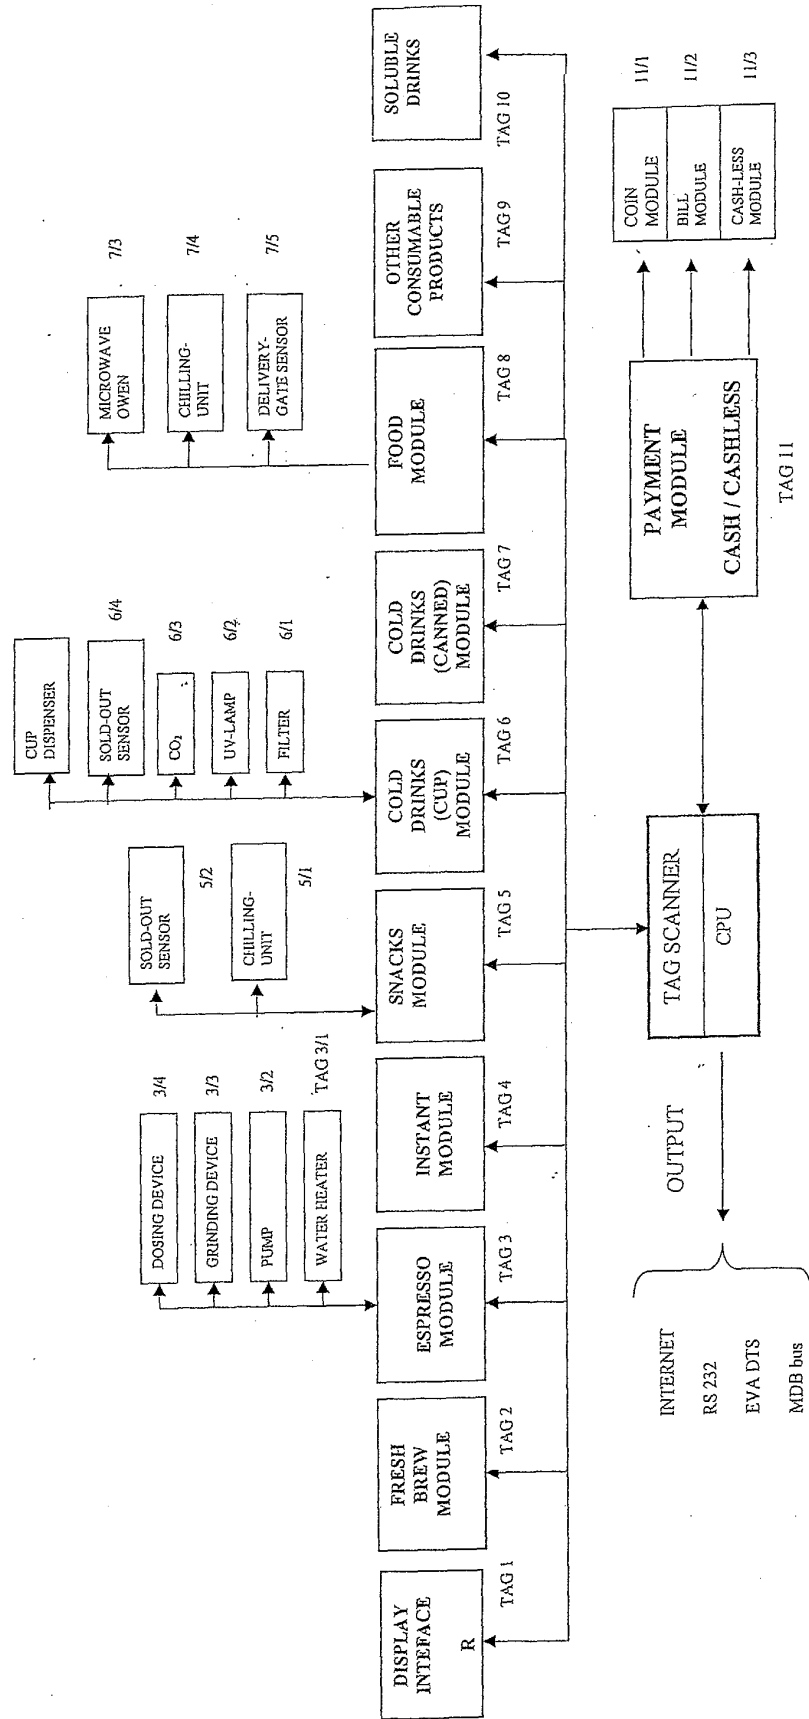 CUP
DISPENSER
SOLD-OUT
SENSOR
6/4
CO₂
6/3
UV-LAMP
6/2
FILTER
6/1
MICROWAVE
OWEN
7/3
CHILLING-
UNIT
7/4
DELIVERY-
GATE SENSOR
7/5
SOLD-OUT
SENSOR
5/2
CHILLING-
UNIT
5/1
DOSING DEVICE
3/4
GRINDING DEVICE
3/3
PUMP
3/2
WATER HEATER
TAG 3/1
DISPLAY
INTEFACE
R
TAG 1
FRESH
BREW
MODULE
TAG 2
ESPRESSO
MODULE
TAG 3
INSTANT
MODULE
TAG 4
SNACKS
MODULE
TAG 5
COLD
DRINKS
(CUP)
MODULE
TAG 6
COLD
DRINKS
(CANNED)
MODULE
TAG 7
FOOD
MODULE
TAG 8
OTHER
CONSUMABLE
PRODUCTS
TAG 9
SOLUBLE
DRINKS
TAG 10
INTERNET
RS 232
EVA DTS
MDB bus
OUTPUT
TAG SCANNER
CPU
PAYMENT
MODULE
CASH / CASHLESS
TAG 11
COIN
MODULE
11/1
BILL
MODULE
11/2
CASH-LESS
MODULE
11/3